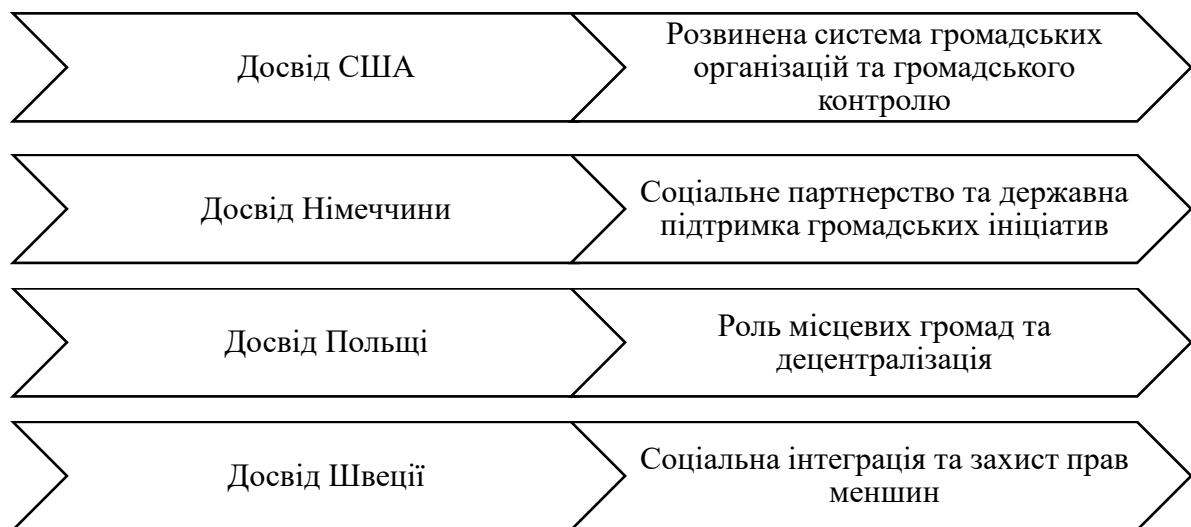 Досвід США
Розвинена система громадських
організацій та громадського
контролю
Досвід Німеччини
Соціальне партнерство та державна
підтримка громадських ініціатив
Досвід Польщі
Роль місцевих громад та
децентралізація
Досвід Швеції
Соціальна інтеграція та захист прав
меншин